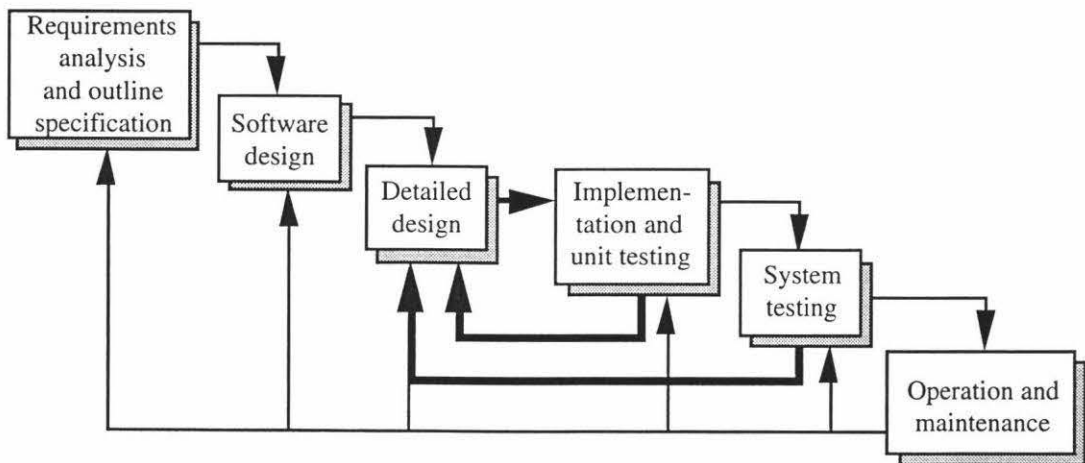 Requirements
analysis
and outline
specification
Software
design
Detailed
design
Implemen-
tation and
unit testing
System
testing
Operation and
maintenance